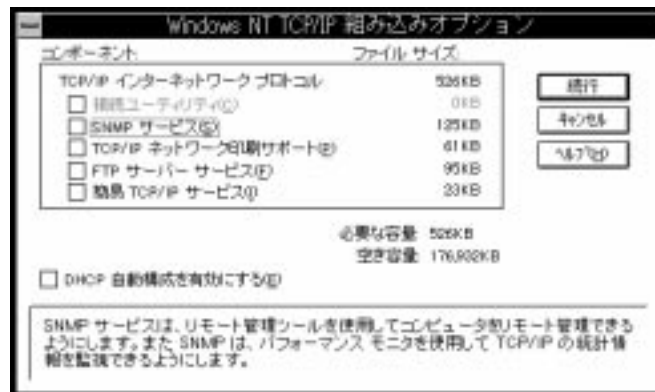 Windows NT TCP/IP 組み込みオプション
コンポーネント ファイル サイズ
TCP/IP インターネットワーク プロトコル 526KB
接続ユーティリティ(C) 0KB
SNMP サービス(S) 125KB
TCP/IP ネットワーク印刷サポート(P) 61KB
FTP サーバー サービス(F) 95KB
簡易 TCP/IP サービス(I) 23KB
続行
キャンセル
ヘルプ(H)
必要な容量 526KB
空き容量 176,932KB
DHCP 自動構成を有効にする(E)
SNMP サービスは、リモート管理ツールを使用してコンピュータをリモート管理できる
ようにします。また SNMP は、パフォーマンス モニタを使用して TCP/IP の統計情
報を監視できるようにします。